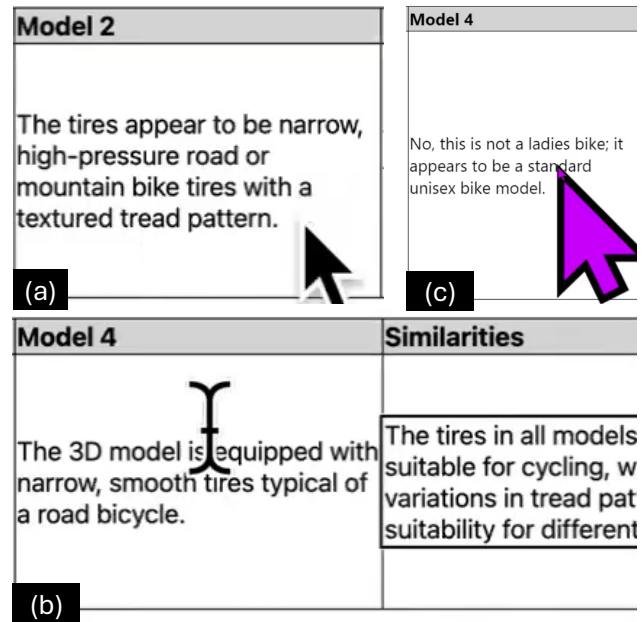 Model 2
The tires appear to be narrow,
high-pressure road or
mountain bike tires with a
textured tread pattern.
(a)
Model 4
No, this is not a ladies bike; it
appears to be a standard
unisex bike model.
(c)
Model 4
The 3D model is equipped with
narrow, smooth tires typical of
a road bicycle.
Similarities
The tires in all models
suitable for cycling, w
variations in tread pat
suitability for different
(b)